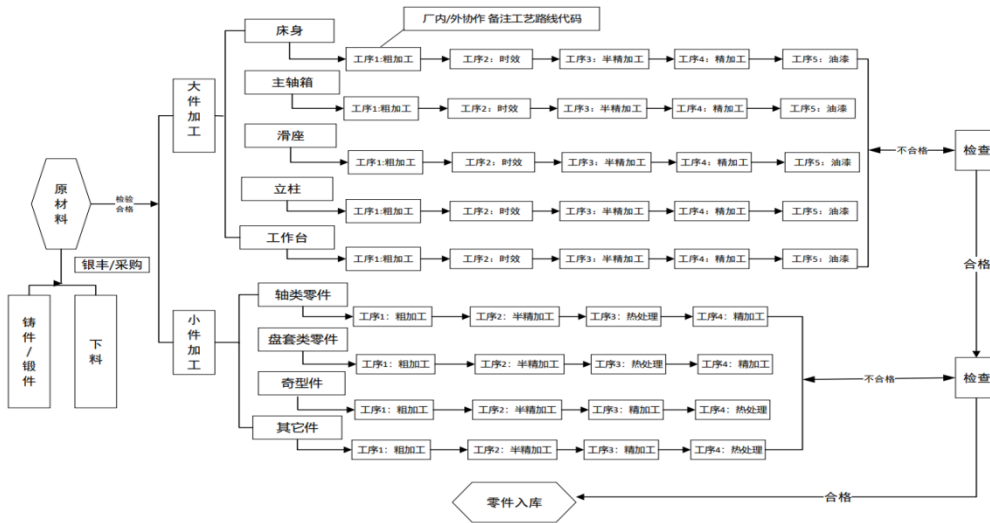 厂内/外协作 备注工艺路线代码
床身
工序1:粗加工
工序2：时效
工序3：半精加工
工序4：精加工
工序5：油漆
主轴箱
工序1:粗加工
工序2：时效
工序3：半精加工
工序4：精加工
工序5：油漆
大件加工
滑座
工序1:粗加工
工序2：时效
工序3：半精加工
工序4：精加工
工序5：油漆
不合格
检查
原材料
检验
合格
立柱
工序1:粗加工
工序2：时效
工序3：半精加工
工序4：精加工
工序5：油漆
工作台
工序1:粗加工
工序2：时效
工序3：半精加工
工序4：精加工
工序5：油漆
银丰/采购
合格
铸件/锻件
下料
小件加工
轴类零件
工序1：粗加工
工序2：半精加工
工序3：热处理
工序4：精加工
盘套类零件
工序1：粗加工
工序2：半精加工
工序3：热处理
工序4：精加工
不合格
检查
奇型件
工序1：粗加工
工序2：半精加工
工序3：精加工
工序4：热处理
其它件
工序1：粗加工
工序2：半精加工
工序3：精加工
工序4：热处理
零件入库
合格